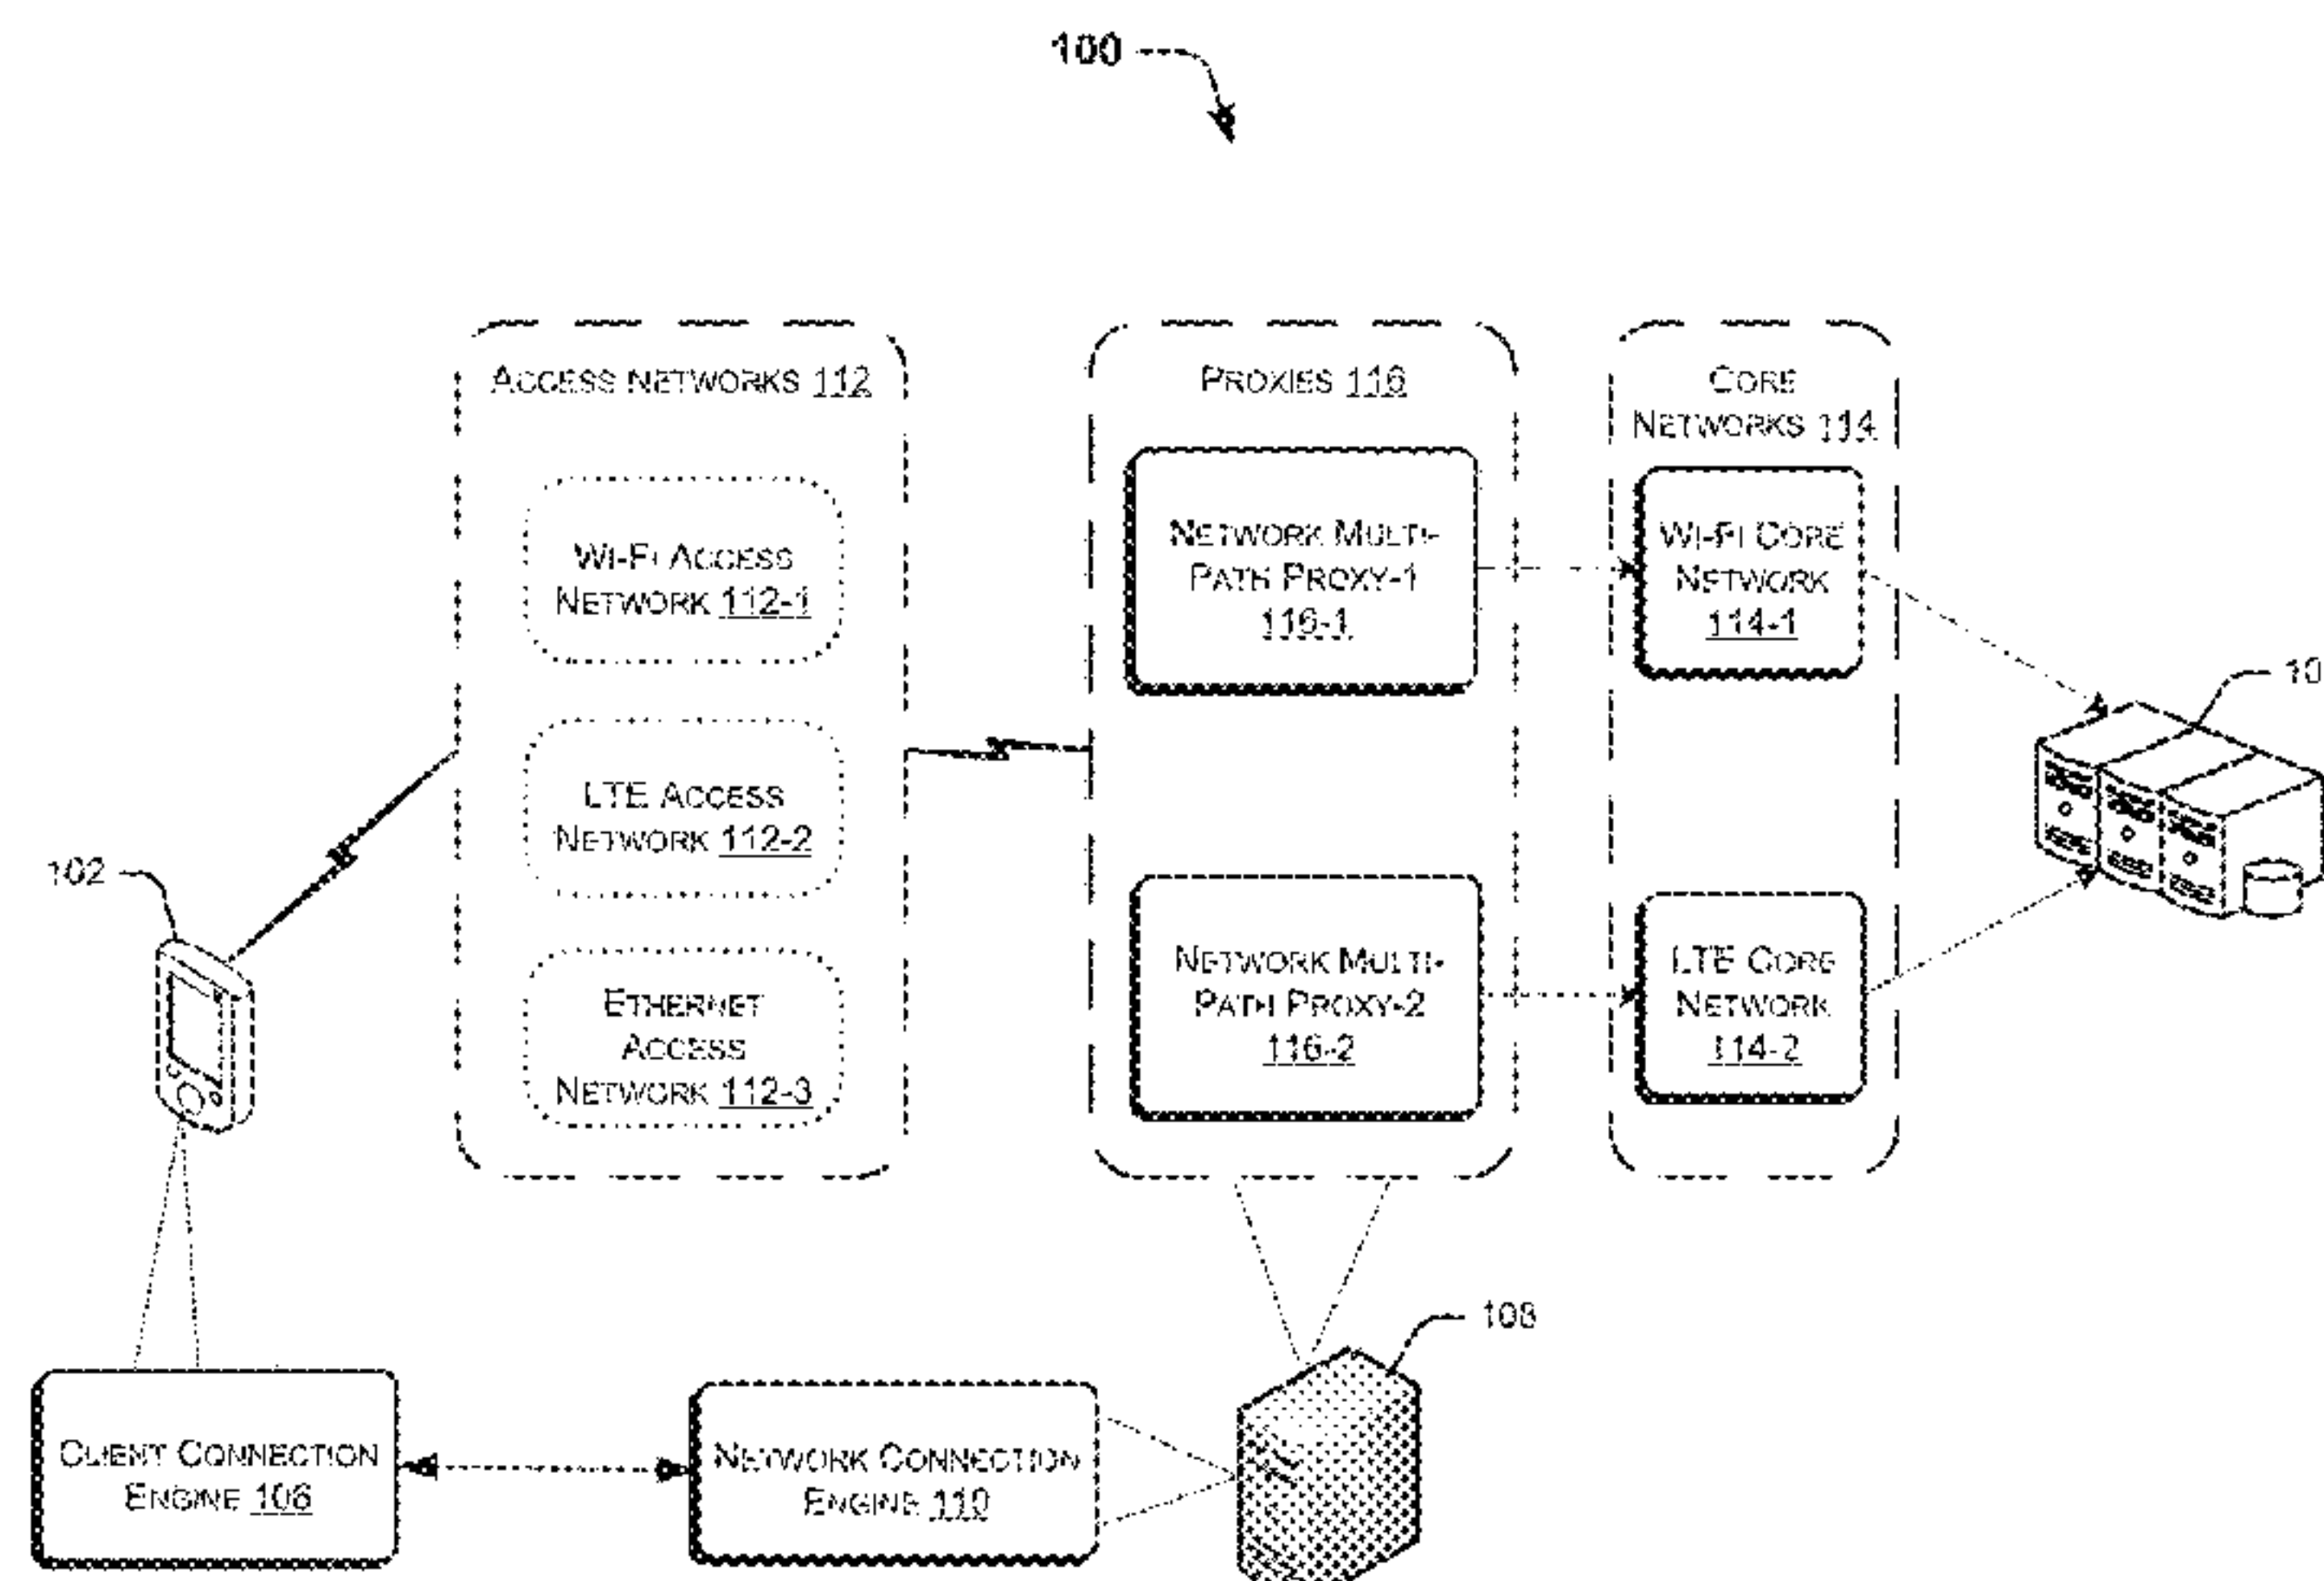 100
ACCESS NETWORKS 112
WI-FI ACCESS
NETWORK 112-1
LTE ACCESS
NETWORK 112-2
ETHERNET
ACCESS
NETWORK 112-3
PROXIES 116
NETWORK MULTI-
PATH PROXY-1
116-1
NETWORK MULTI-
PATH PROXY-2
116-2
CORE
NETWORKS 114
WI-FI CORE
NETWORK
114-1
LTE CORE
NETWORK
114-2
10
102
108
CLIENT CONNECTION
ENGINE 106
NETWORK CONNECTION
ENGINE 110